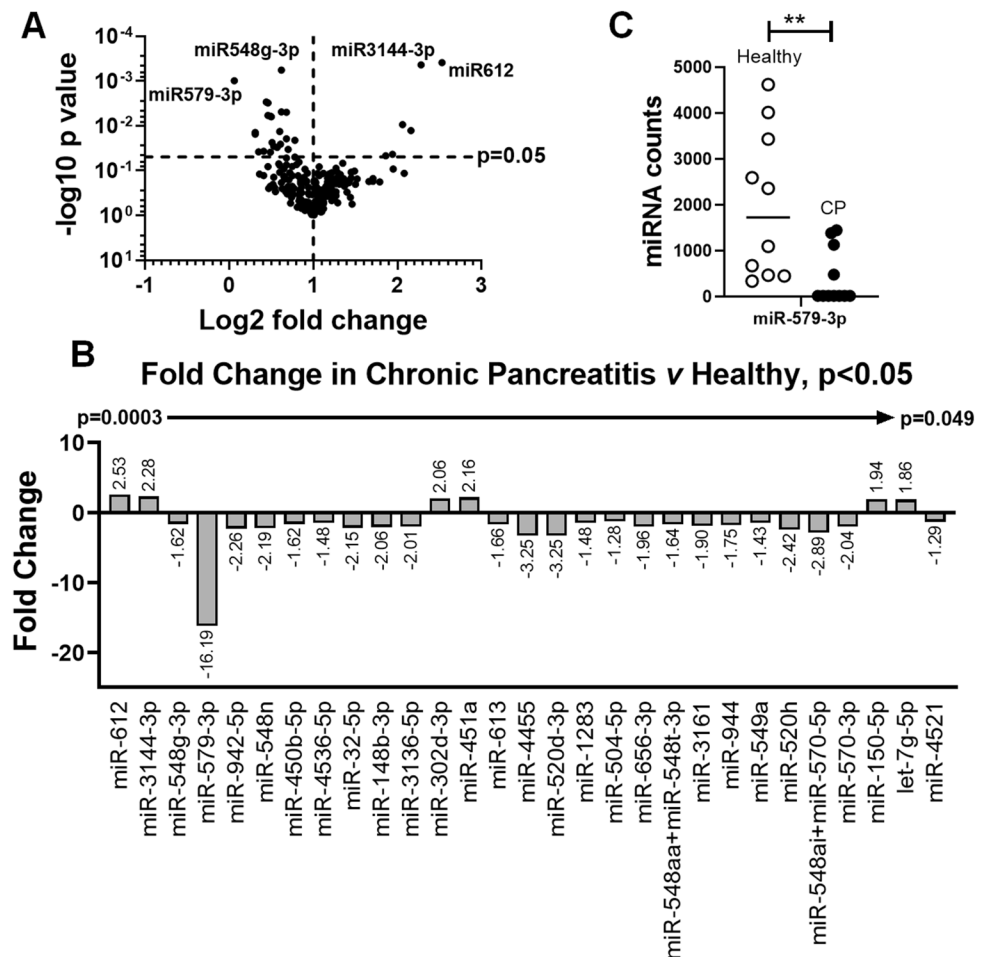 A
10-4
10-3
10-2
10-1
100
101
-log10 p value
miR548g-3p
miR3144-3p
miR612
miR579-3p
p=0.05
-1 0 1 2 3
Log2 fold change
C
**
Healthy
CP
5000
4000
3000
2000
1000
0
miRNA counts
miR-579-3p
B
Fold Change in Chronic Pancreatitis v Healthy, p<0.05
p=0.0003
p=0.049
Fold Change
10
0
-10
-20
2.53
2.28
-1.62
-16.19
-2.26
-2.19
-1.62
-1.48
-2.15
-2.06
-2.01
2.06
2.16
-1.66
-3.25
-3.25
-1.48
-1.28
-1.96
-1.64
-1.90
-1.75
-1.43
-2.42
-2.89
-2.04
1.94
1.86
-1.29
miR-612
miR-3144-3p
miR-548g-3p
miR-579-3p
miR-942-5p
miR-548n
miR-450b-5p
miR-4536-5p
miR-32-5p
miR-148b-3p
miR-3136-5p
miR-302d-3p
miR-451a
miR-613
miR-4455
miR-520d-3p
miR-1283
miR-504-5p
miR-656-3p
miR-548aa+miR-548t-3p
miR-3161
miR-944
miR-549a
miR-520h
miR-548ai+miR-570-5p
miR-570-3p
miR-150-5p
let-7g-5p
miR-4521